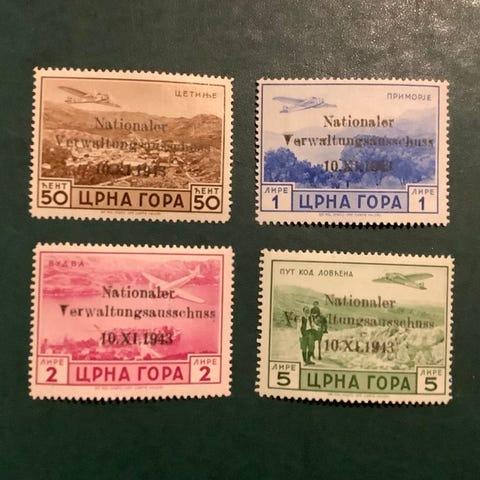 ЦЕТИЊЕ
Nationaler
Verwaltungsausschuss
10.XI.1943
ЋЕНТ ЋЕНТ
50 ЦРНА ГОРА 50
ПРИМОРЈЕ
Nationaler
Verwaltungsausschuss
10.XI.1943
ЛИРЕ ЛИРЕ
1 ЦРНА ГОРА 1
БУДВА
Nationaler
Verwaltungsausschuss
10.XI.1943
ЛИРЕ ЛИРЕ
2 ЦРНА ГОРА 2
ПУТ КОД ЛОВЋЕНА
Nationaler
Verwaltungsausschuss
10.XI.1943
ЛИРЕ ЛИРЕ
5 ЦРНА ГОРА 5